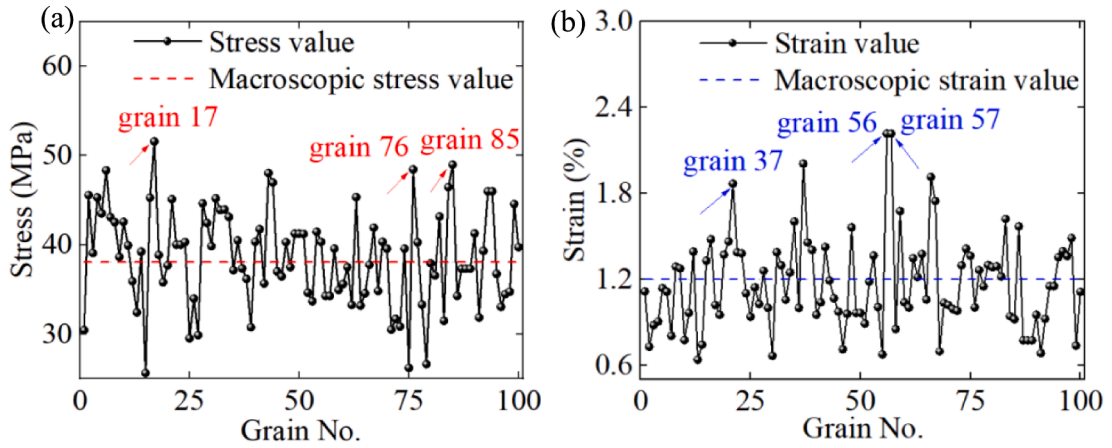 (a)
Stress value
Macroscopic stress value
grain 17
grain 76
grain 85
60
50
40
30
Stress (MPa)
0
25
50
75
100
Grain No.
(b)
Strain value
Macroscopic strain value
grain 56
grain 57
grain 37
3.0
2.4
1.8
1.2
0.6
Strain (%)
0
25
50
75
100
Grain No.